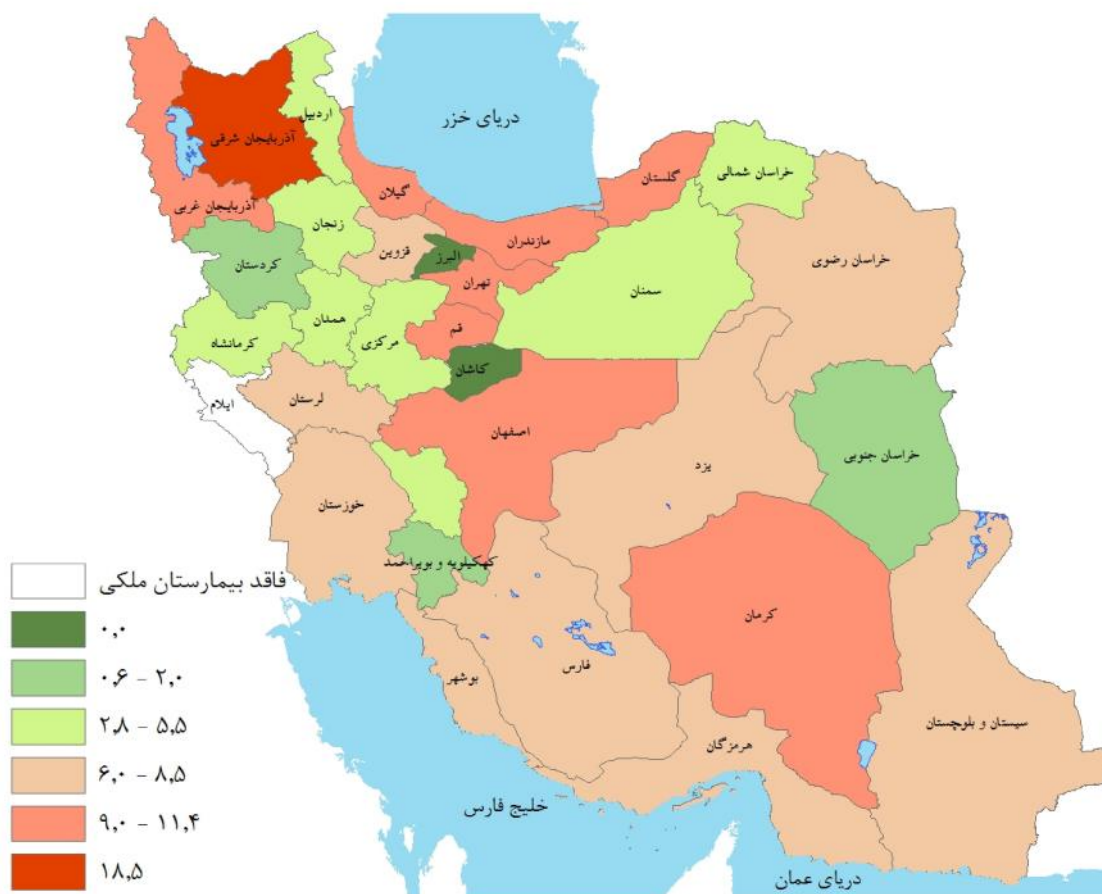 دریای خزر
اردبیل
آذربایجان شرقی
گیلان
گلستان
خراسان شمالی
آذربایجان غربی
زنجان
مازندران
قزوین
البرز
خراسان رضوی
کردستان
تهران
سمنان
همدان
قم
مرکزی
کرمانشاه
کاشان
ایلام
لرستان
اصفهان
خراسان جنوبی
یزد
خوزستان
کهکیلویه و بویراحمد
کرمان
فارس
بوشهر
سیستان و بلوچستان
هرمزگان
خلیج فارس
دریای عمان
فاقد بیمارستان ملکی
۰,۰
۰,۶ - ۲,۰
۲,۸ - ۵,۵
۶,۰ - ۸,۵
۹,۰ - ۱۱,۴
۱۸,۵